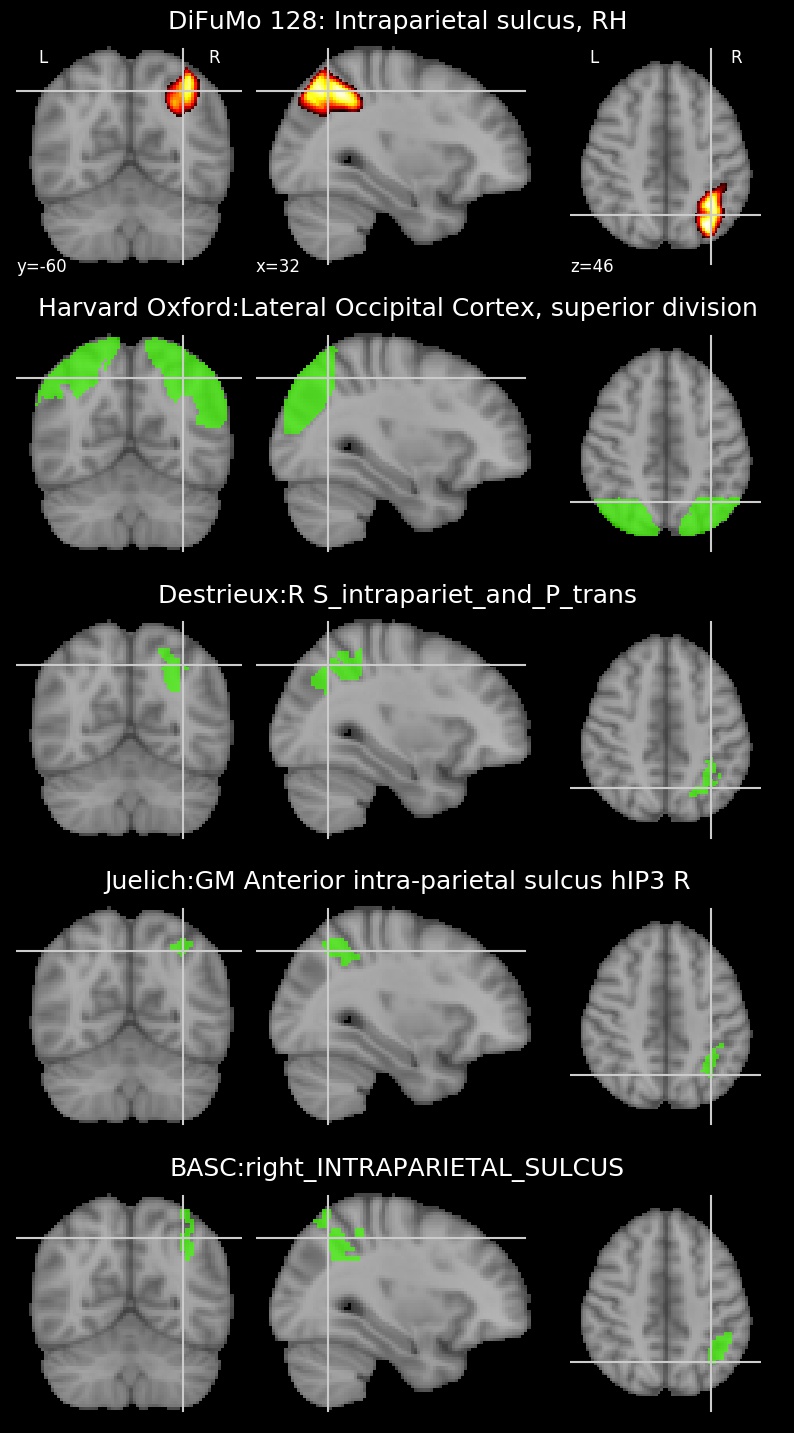 DiFuMo 128: Intraparietal sulcus, RH
L R L R
y=-60 x=32 z=46
Harvard Oxford:Lateral Occipital Cortex, superior division
Destrieux:R S_intrapariet_and_P_trans
Juelich:GM Anterior intra-parietal sulcus hIP3 R
BASC:right_INTRAPARIETAL_SULCUS